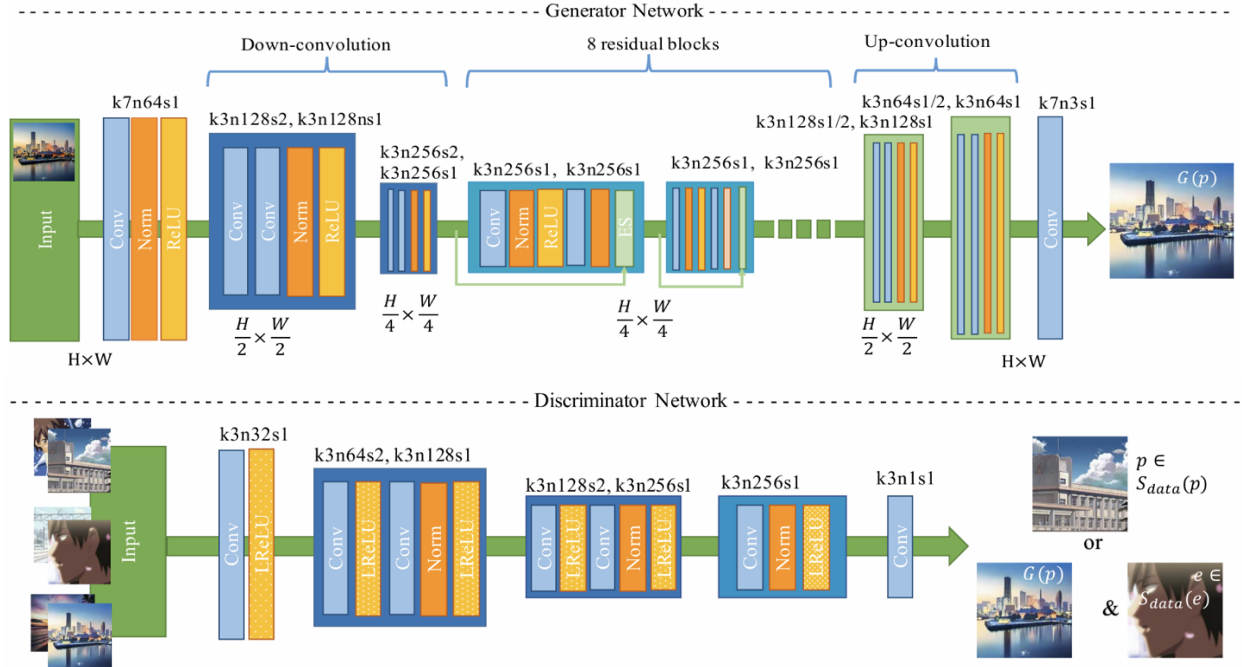 Generator Network
Down-convolution
8 residual blocks
Up-convolution
k7n64s1
k3n128s2, k3n128ns1
k3n256s2,
k3n256s1
k3n256s1, k3n256s1
k3n256s1, k3n256s1
k3n128s1/2, k3n128s1
k3n64s1/2, k3n64s1
k7n3s1
Input
Conv
Norm
ReLU
Conv
Conv
Norm
ReLU
Conv
Norm
ReLU
ES
Conv
G(p)
H×W
H/2 × W/2
H/4 × W/4
H/4 × W/4
H/2 × W/2
H×W
Discriminator Network
k3n32s1
k3n64s2, k3n128s1
k3n128s2, k3n256s1
k3n256s1
k3n1s1
Input
Conv
LReLU
Conv
LReLU
Conv
Norm
LReLU
Conv
LReLU
Conv
Norm
LReLU
Conv
Norm
LReLU
Conv
p ∈
S_data(p)
or
G(p)
&
e ∈
S_data(e)